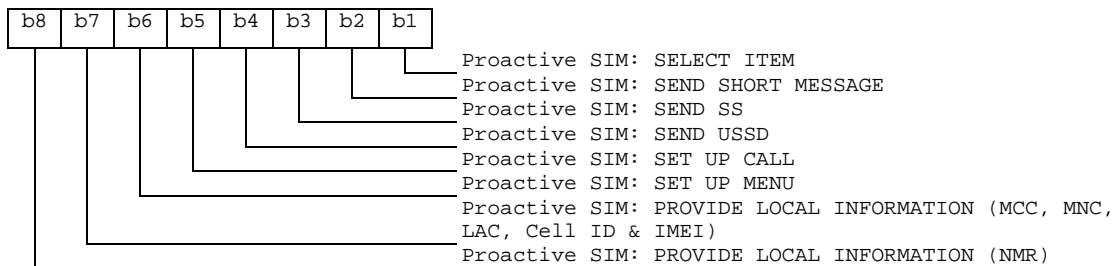 b8 b7 b6 b5 b4 b3 b2 b1
Proactive SIM: SELECT ITEM
Proactive SIM: SEND SHORT MESSAGE
Proactive SIM: SEND SS
Proactive SIM: SEND USSD
Proactive SIM: SET UP CALL
Proactive SIM: SET UP MENU
Proactive SIM: PROVIDE LOCAL INFORMATION (MCC, MNC,
LAC, Cell ID & IMEI)
Proactive SIM: PROVIDE LOCAL INFORMATION (NMR)